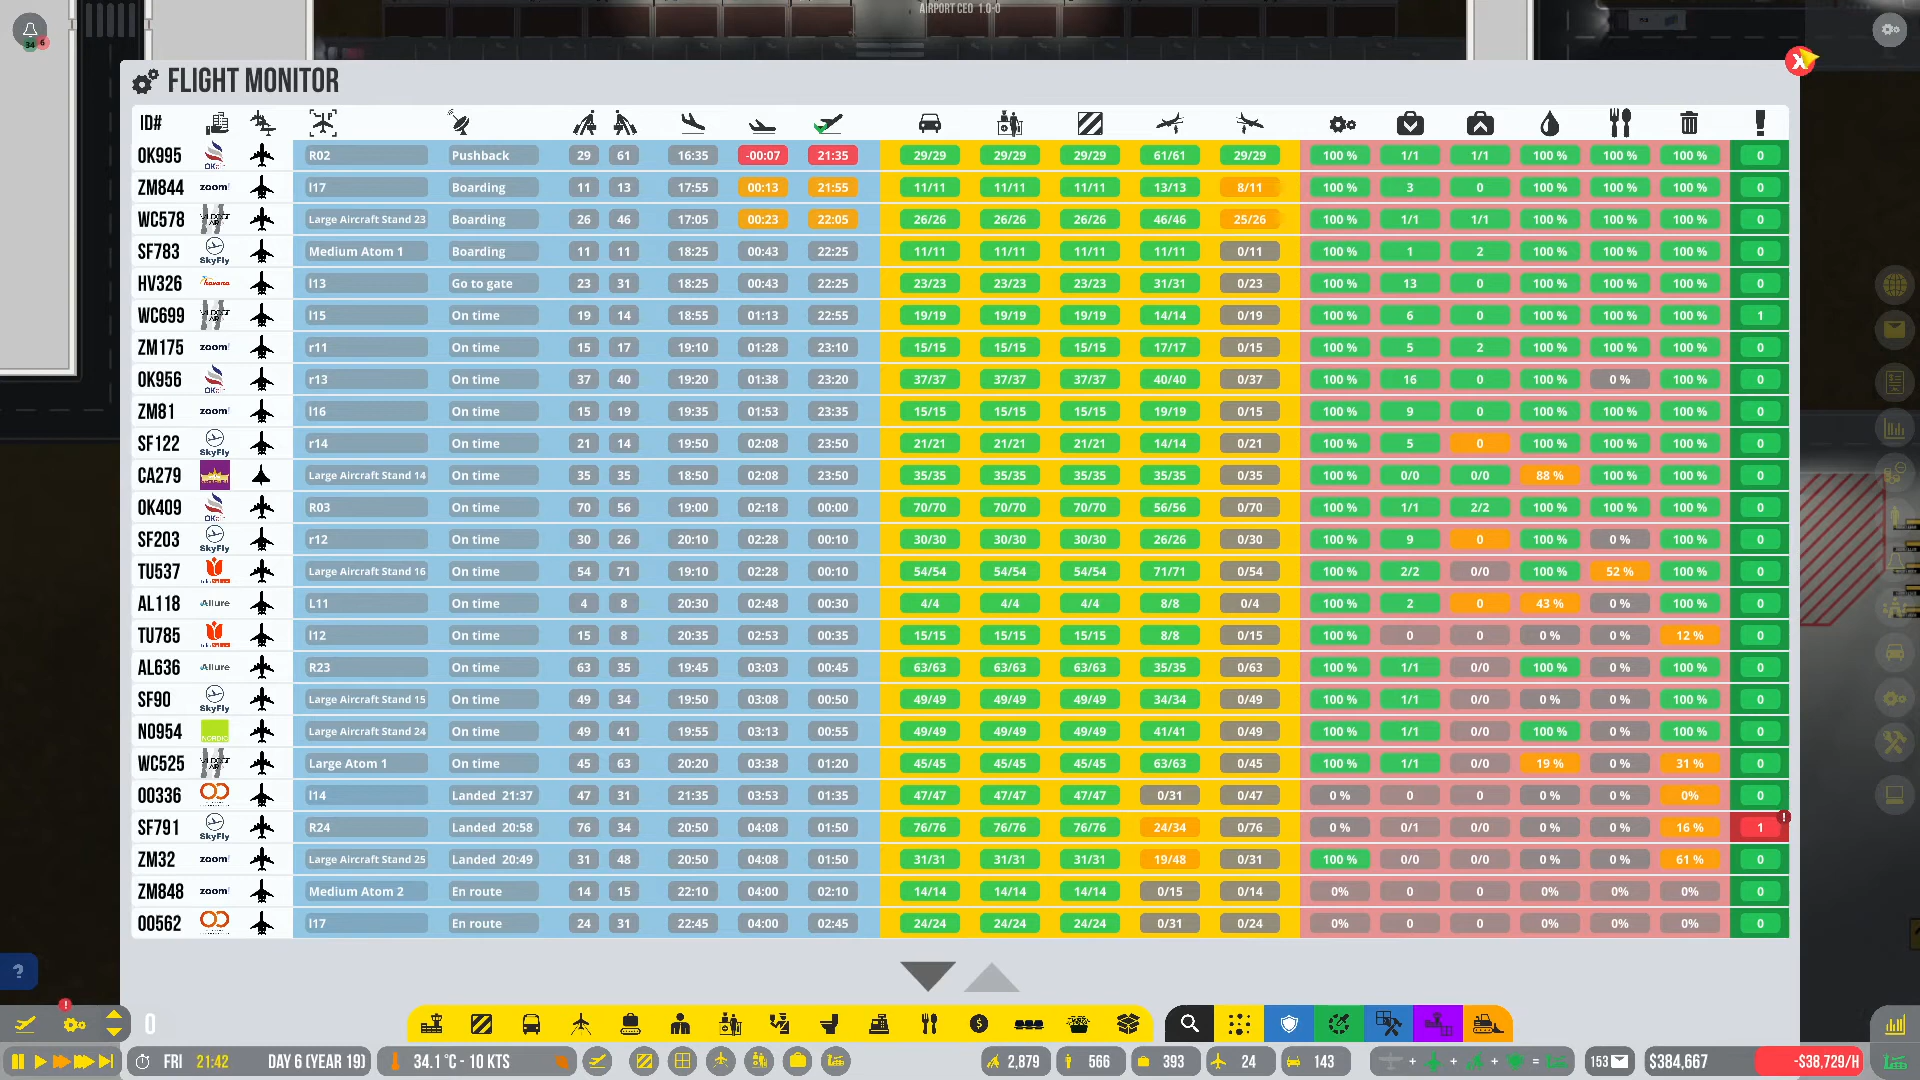 AIRPORT CEO 1.0-0
34 6
X
FLIGHT MONITOR
ID#
OK995 R02 Pushback 29 61 16:35 -00:07 21:35 29/29 29/29 29/29 61/61 29/29 100 % 1/1 1/1 100 % 100 % 100 % 0
ZM844 zoom! l17 Boarding 11 13 17:55 00:13 21:55 11/11 11/11 11/11 13/13 8/11 100 % 3 0 100 % 100 % 100 % 0
WC578 Large Aircraft Stand 23 Boarding 26 46 17:05 00:23 22:05 26/26 26/26 26/26 46/46 25/26 100 % 1/1 1/1 100 % 100 % 100 % 0
SF783 SkyFly Medium Atom 1 Boarding 11 11 18:25 00:43 22:25 11/11 11/11 11/11 11/11 0/11 100 % 1 2 100 % 100 % 100 % 0
HV326 havana l13 Go to gate 23 31 18:25 00:43 22:25 23/23 23/23 23/23 31/31 0/23 100 % 13 0 100 % 100 % 100 % 0
WC699 l15 On time 19 14 18:55 01:13 22:55 19/19 19/19 19/19 14/14 0/19 100 % 6 0 100 % 100 % 100 % 1
ZM175 zoom! r11 On time 15 17 19:10 01:28 23:10 15/15 15/15 15/15 17/17 0/15 100 % 5 2 100 % 100 % 100 % 0
OK956 r13 On time 37 40 19:20 01:38 23:20 37/37 37/37 37/37 40/40 0/37 100 % 16 0 100 % 0 % 100 % 0
ZM81 zoom! l16 On time 15 19 19:35 01:53 23:35 15/15 15/15 15/15 19/19 0/15 100 % 9 0 100 % 100 % 100 % 0
SF122 SkyFly r14 On time 21 14 19:50 02:08 23:50 21/21 21/21 21/21 14/14 0/21 100 % 5 0 100 % 100 % 100 % 0
CA279 Large Aircraft Stand 14 On time 35 35 18:50 02:08 23:50 35/35 35/35 35/35 35/35 0/35 100 % 0/0 0/0 88 % 100 % 100 % 0
OK409 R03 On time 70 56 19:00 02:18 00:00 70/70 70/70 70/70 56/56 0/70 100 % 1/1 2/2 100 % 100 % 100 % 0
SF203 SkyFly r12 On time 30 26 20:10 02:28 00:10 30/30 30/30 30/30 26/26 0/30 100 % 9 0 100 % 0 % 100 % 0
TU537 Large Aircraft Stand 16 On time 54 71 19:10 02:28 00:10 54/54 54/54 54/54 71/71 0/54 100 % 2/2 0/0 100 % 52 % 100 % 0
AL118 Allure L11 On time 4 8 20:30 02:48 00:30 4/4 4/4 4/4 8/8 0/4 100 % 2 0 43 % 0 % 100 % 0
TU785 l12 On time 15 8 20:35 02:53 00:35 15/15 15/15 15/15 8/8 0/15 100 % 0 0 0 % 0 % 12 % 0
AL636 Allure R23 On time 63 35 19:45 03:03 00:45 63/63 63/63 63/63 35/35 0/63 100 % 1/1 0/0 100 % 0 % 100 % 0
SF90 SkyFly Large Aircraft Stand 15 On time 49 34 19:50 03:08 00:50 49/49 49/49 49/49 34/34 0/49 100 % 1/1 0/0 0 % 0 % 100 % 0
NO954 NORDIC Large Aircraft Stand 24 On time 49 41 19:55 03:13 00:55 49/49 49/49 49/49 41/41 0/49 100 % 1/1 0/0 100 % 0 % 100 % 0
WC525 Large Atom 1 On time 45 63 20:20 03:38 01:20 45/45 45/45 45/45 63/63 0/45 100 % 1/1 0/0 19 % 0 % 31 % 0
OO336 l14 Landed 21:37 47 31 21:35 03:53 01:35 47/47 47/47 47/47 0/31 0/47 0 % 0 0 0 % 0 % 0% 0
SF791 SkyFly R24 Landed 20:58 76 34 20:50 04:08 01:50 76/76 76/76 76/76 24/34 0/76 0 % 0/1 0/0 0 % 0 % 16 % 1 !
ZM32 zoom! Large Aircraft Stand 25 Landed 20:49 31 48 20:50 04:08 01:50 31/31 31/31 31/31 19/48 0/31 100 % 0/0 0/0 0 % 0 % 61 % 0
ZM848 zoom! Medium Atom 2 En route 14 15 22:10 04:00 02:10 14/14 14/14 14/14 0/15 0/14 0% 0 0 0% 0% 0% 0
OO562 l17 En route 24 31 22:45 04:00 02:45 24/24 24/24 24/24 0/31 0/24 0% 0 0 0% 0% 0% 0
?
! 0
FRI 21:42 DAY 6 (YEAR 19) 34.1 °C - 10 KTS 2,879 566 393 24 143 + + + = 153 $384,667 -$38,729/H